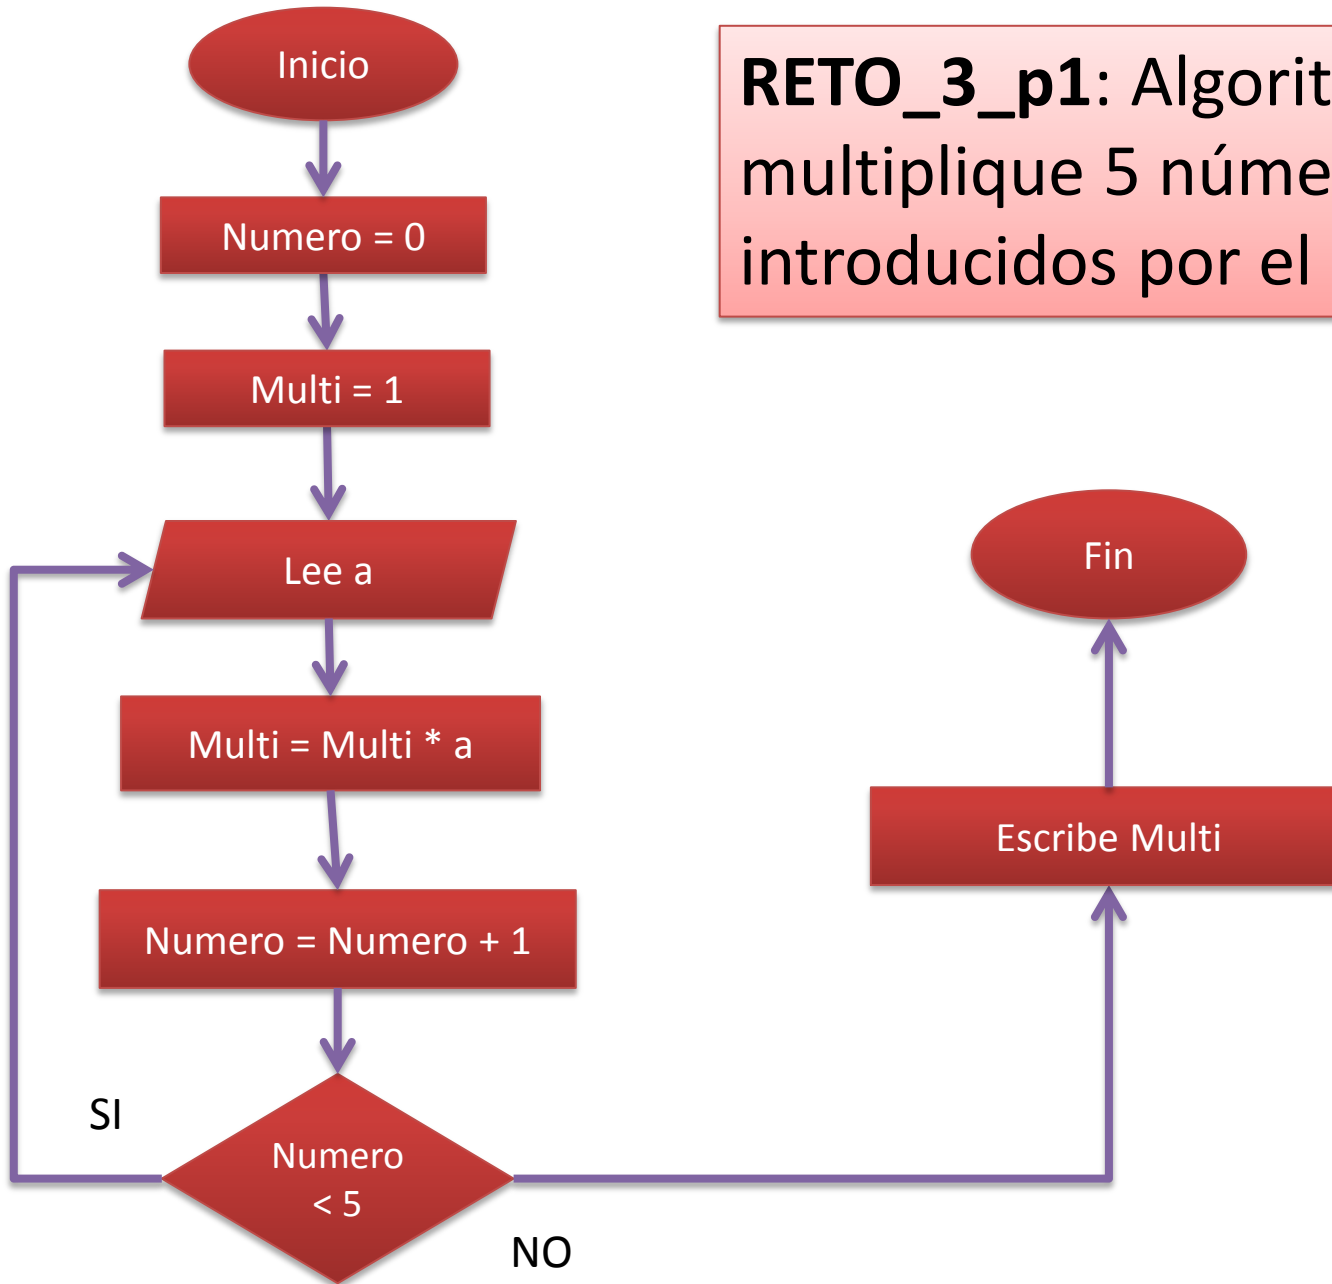 Inicio
RETO_3_p1: Algorit
multiplique 5 núme
introducidos por el
Numero = 0
Multi = 1
Lee a
Fin
Multi = Multi * a
Escribe Multi
Numero = Numero + 1
SI
Numero
< 5
NO